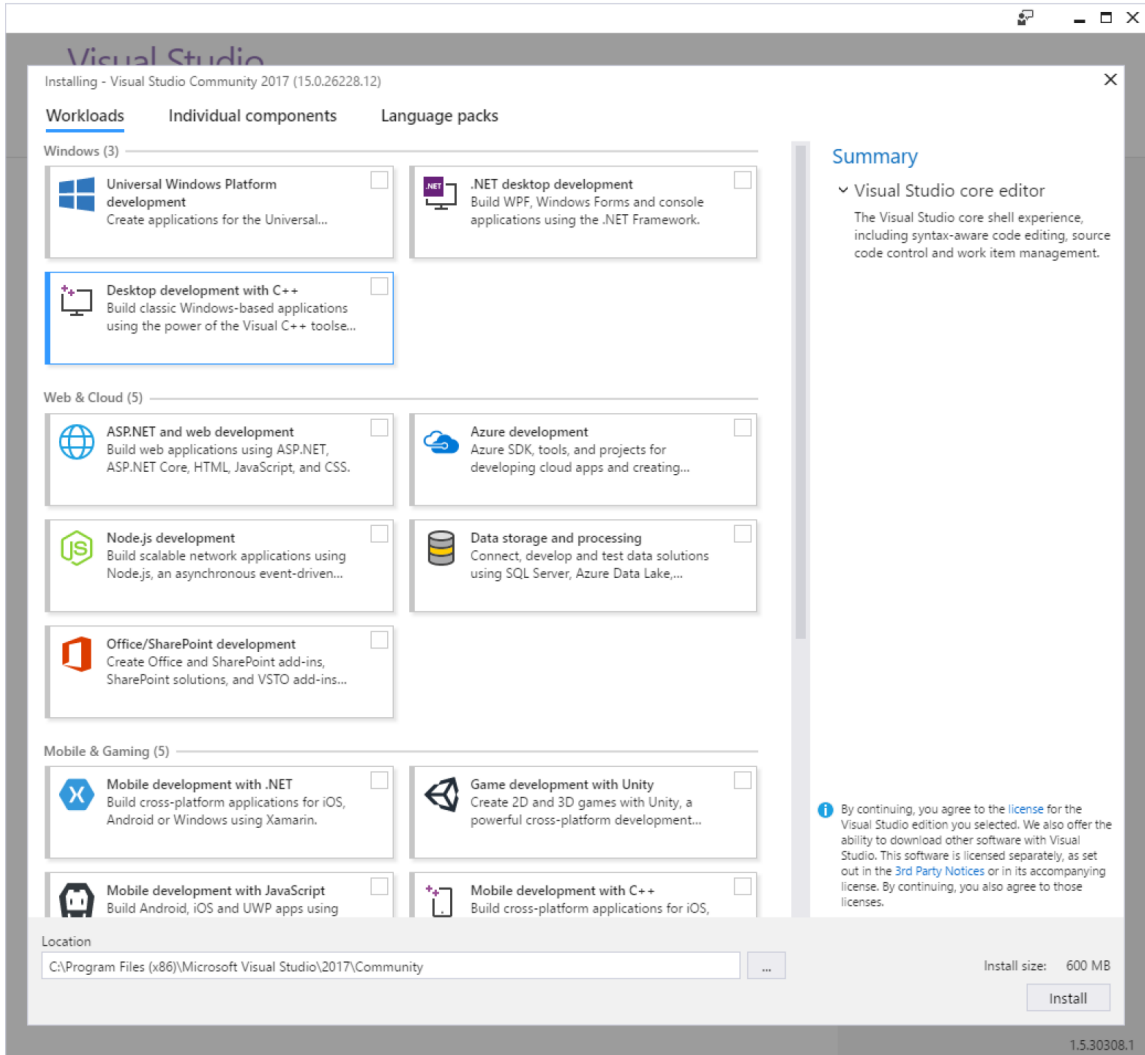 Visual Studio
Installing - Visual Studio Community 2017 (15.0.26228.12)
Workloads Individual components Language packs
Windows (3)
Universal Windows Platform
development
Create applications for the Universal...
.NET
.NET desktop development
Build WPF, Windows Forms and console
applications using the .NET Framework.
Desktop development with C++
Build classic Windows-based applications
using the power of the Visual C++ toolse...
Web & Cloud (5)
ASP.NET and web development
Build web applications using ASP.NET,
ASP.NET Core, HTML, JavaScript, and CSS.
Azure development
Azure SDK, tools, and projects for
developing cloud apps and creating...
JS
Node.js development
Build scalable network applications using
Node.js, an asynchronous event-driven...
Data storage and processing
Connect, develop and test data solutions
using SQL Server, Azure Data Lake,...
Office/SharePoint development
Create Office and SharePoint add-ins,
SharePoint solutions, and VSTO add-ins...
Mobile & Gaming (5)
Mobile development with .NET
Build cross-platform applications for iOS,
Android or Windows using Xamarin.
Game development with Unity
Create 2D and 3D games with Unity, a
powerful cross-platform development...
Mobile development with JavaScript
Build Android, iOS and UWP apps using
Mobile development with C++
Build cross-platform applications for iOS,
Summary
Visual Studio core editor
The Visual Studio core shell experience,
including syntax-aware code editing, source
code control and work item management.
By continuing, you agree to the license for the
Visual Studio edition you selected. We also offer the
ability to download other software with Visual
Studio. This software is licensed separately, as set
out in the 3rd Party Notices or in its accompanying
license. By continuing, you also agree to those
licenses.
Location
C:\Program Files (x86)\Microsoft Visual Studio\2017\Community
...
Install size: 600 MB
Install
1.5.30308.1